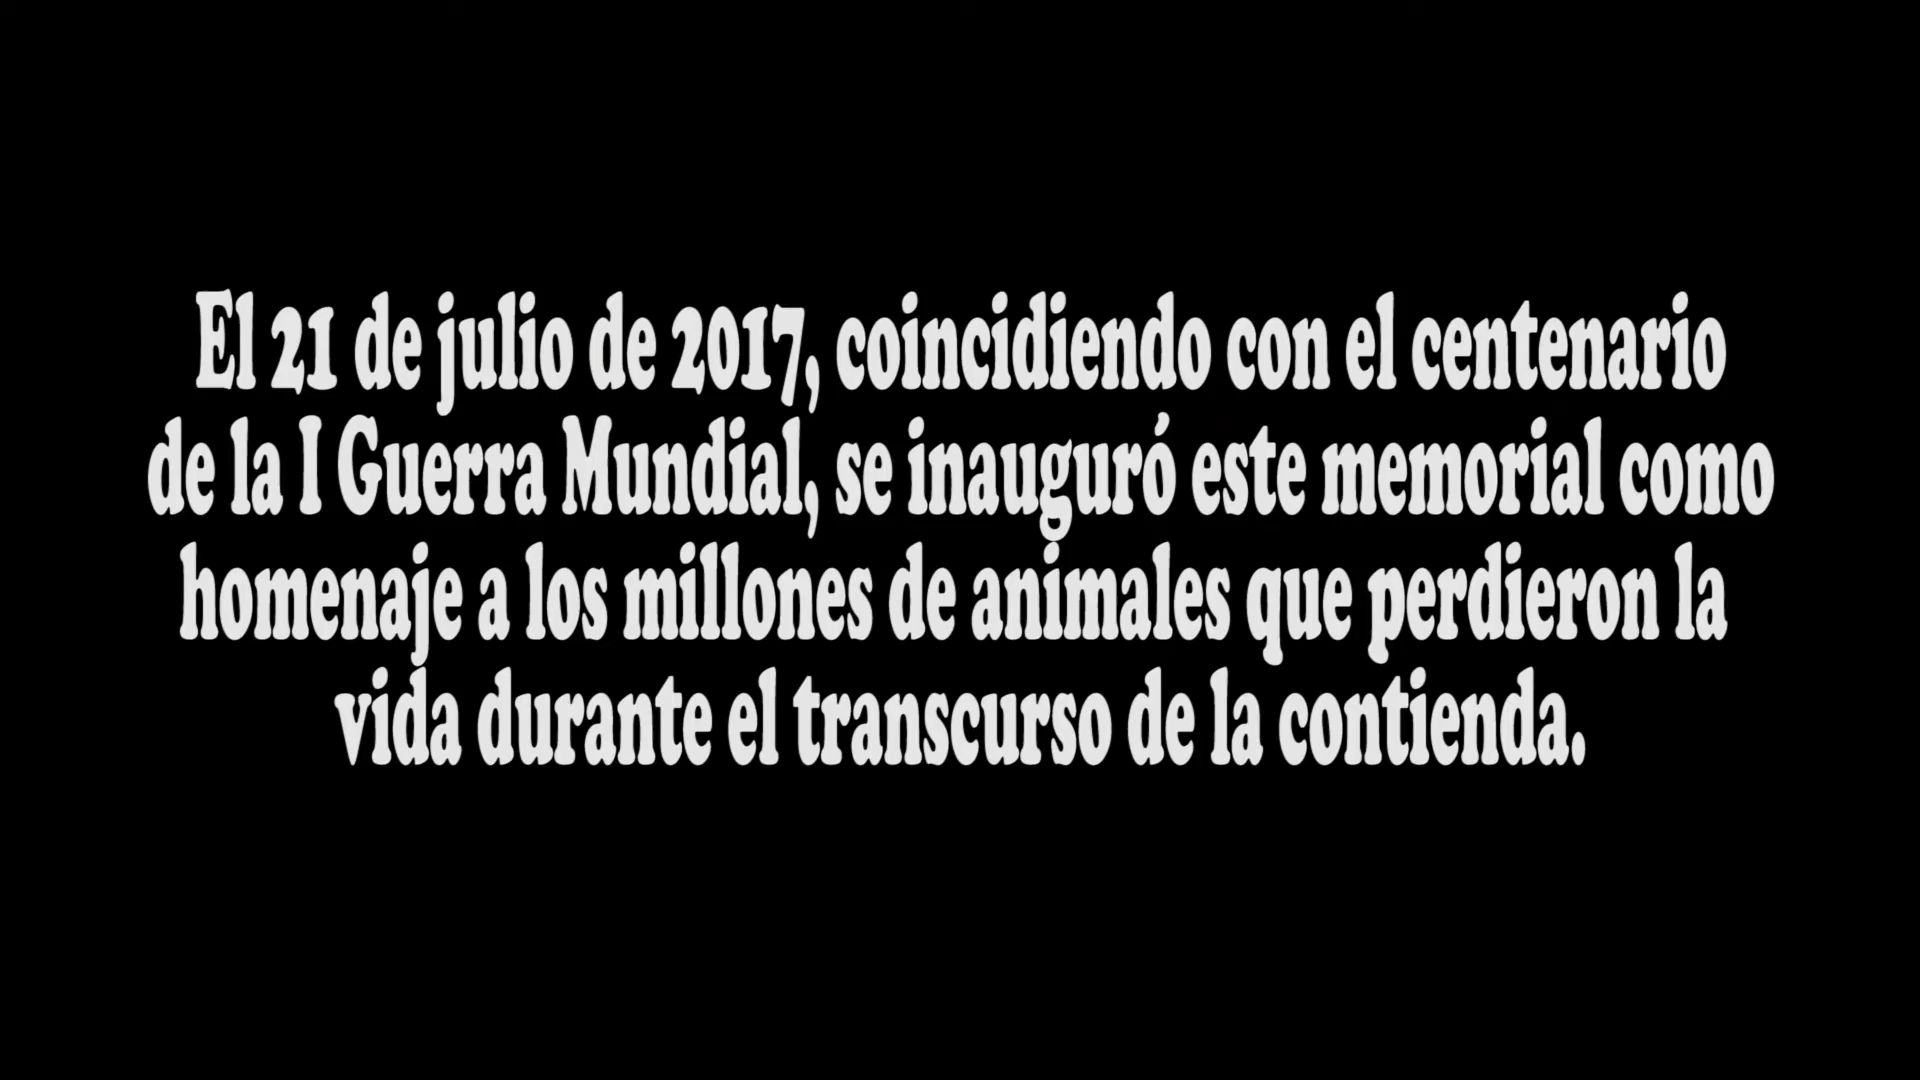 El 21 de julio de 2017, coincidiendo con el centenario
de la I Guerra Mundial, se inauguró este memorial como
homenaje a los millones de animales que perdieron la
vida durante el transcurso de la contienda.